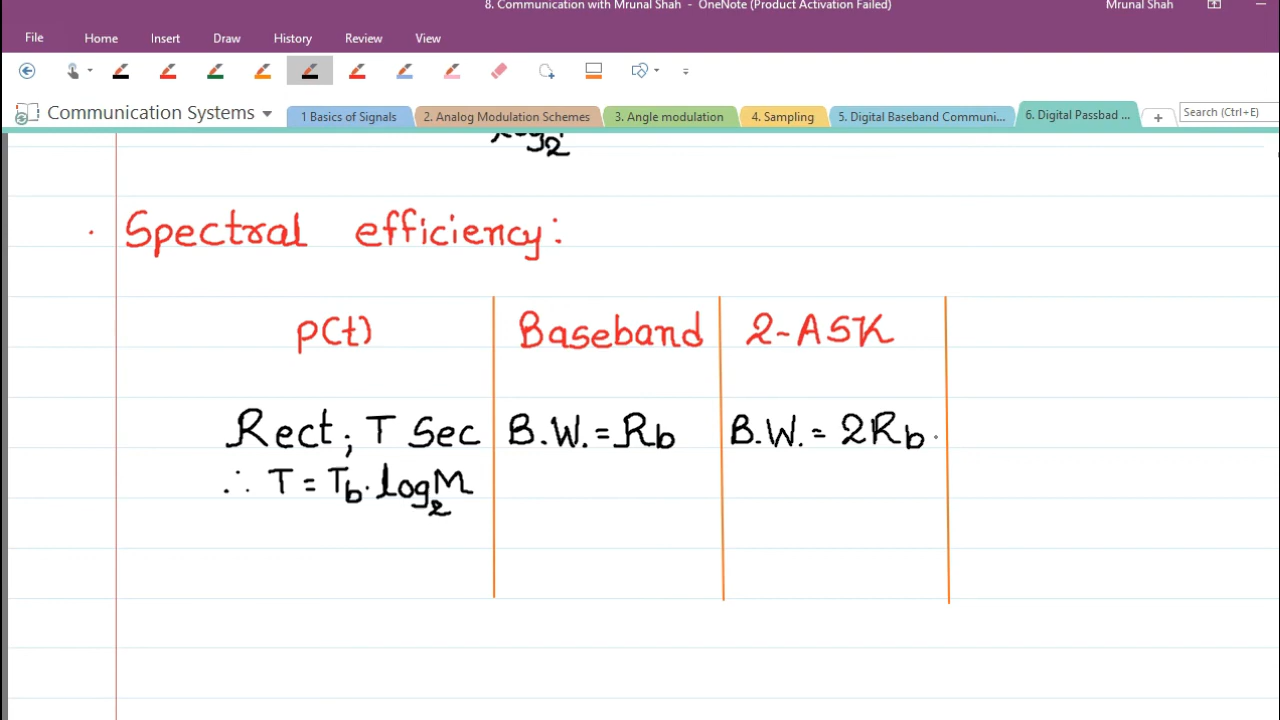 8. Communication with Mrunal Shah - OneNote (Product Activation Failed) Mrunal Shah
File Home Insert Draw History Review View
Communication Systems 1 Basics of Signals 2. Analog Modulation Schemes 3. Angle modulation 4. Sampling 5. Digital Baseband Communi... 6. Digital Passbad ... Search (Ctrl+E)
· Spectral efficiency:
p(t) Baseband 2-ASK
Rect; T Sec B.W. = Rb B.W. = 2Rb.
∴ T = Tb. log2M